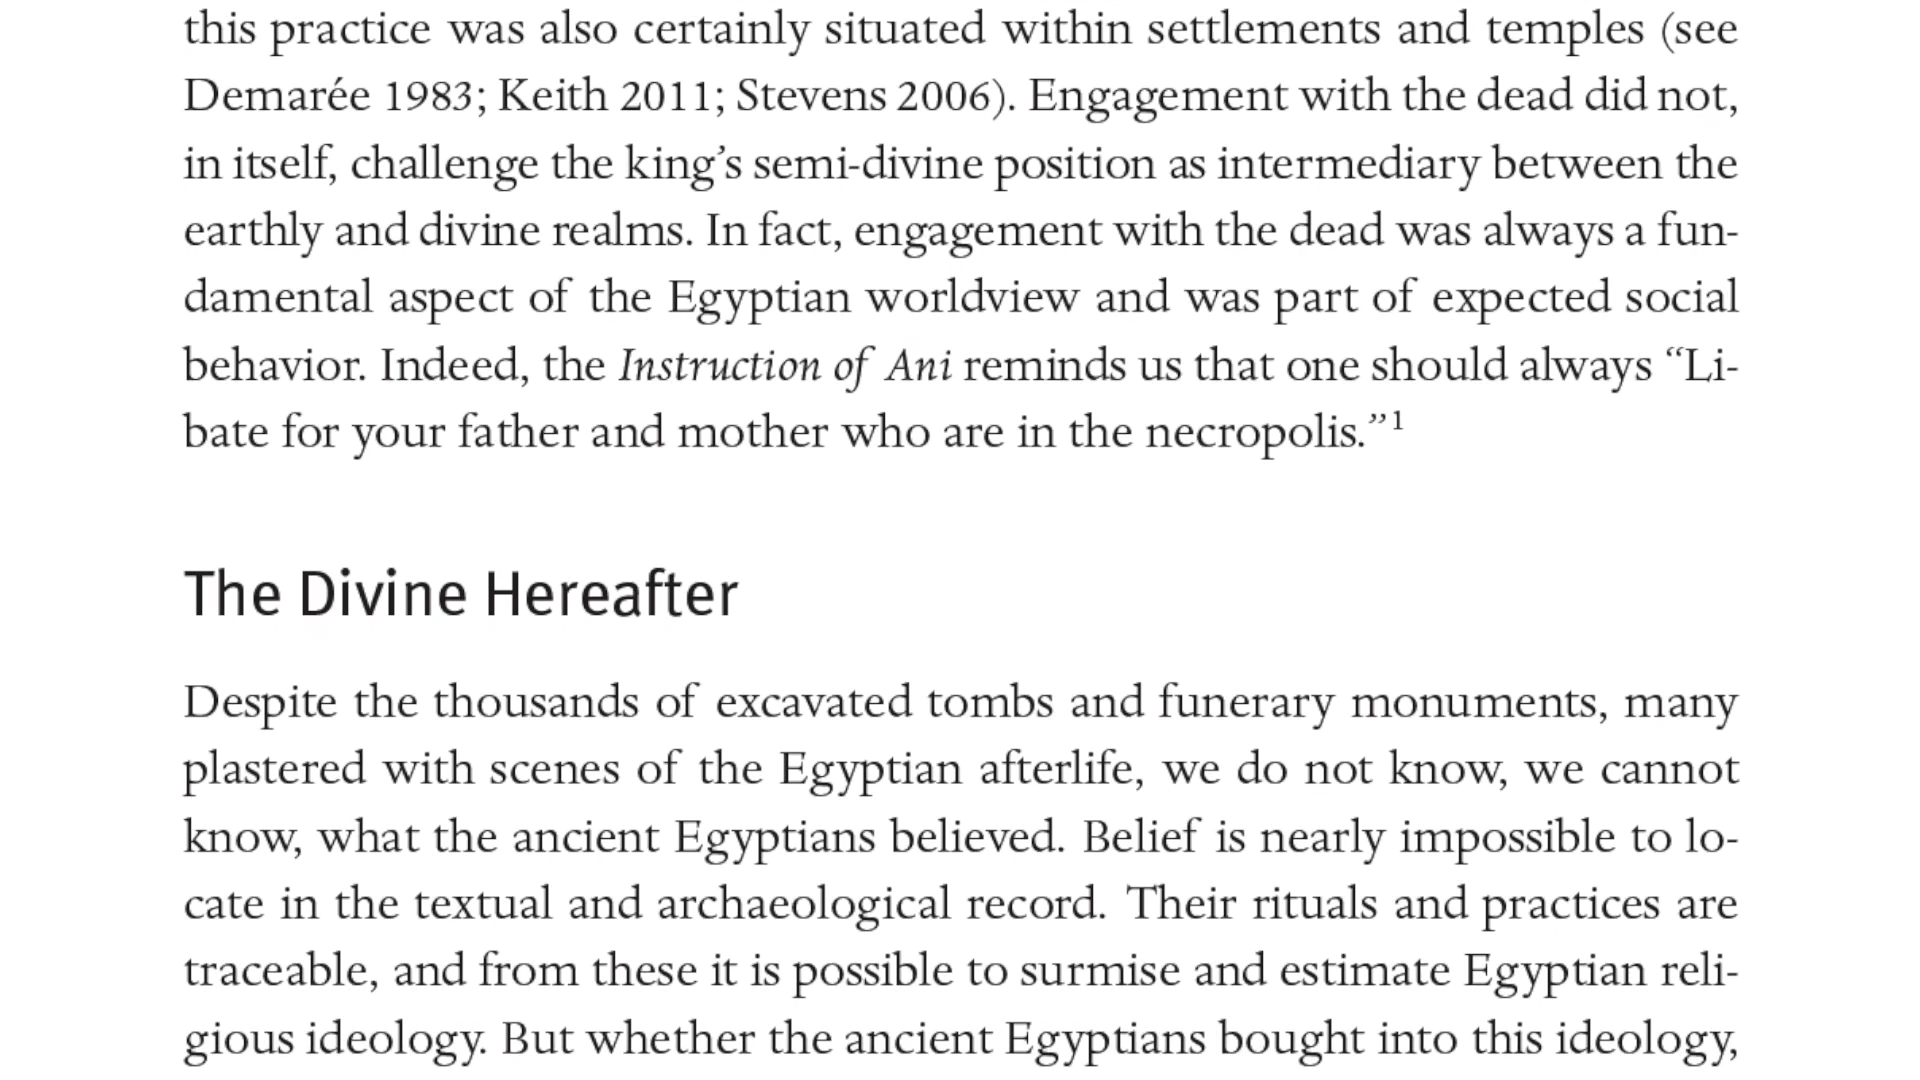 this practice was also certainly situated within settlements and temples (see
Demarée 1983; Keith 2011; Stevens 2006). Engagement with the dead did not,
in itself, challenge the king’s semi-divine position as intermediary between the
earthly and divine realms. In fact, engagement with the dead was always a fun-
damental aspect of the Egyptian worldview and was part of expected social
behavior. Indeed, the Instruction of Ani reminds us that one should always “Li-
bate for your father and mother who are in the necropolis.”1
The Divine Hereafter
Despite the thousands of excavated tombs and funerary monuments, many
plastered with scenes of the Egyptian afterlife, we do not know, we cannot
know, what the ancient Egyptians believed. Belief is nearly impossible to lo-
cate in the textual and archaeological record. Their rituals and practices are
traceable, and from these it is possible to surmise and estimate Egyptian reli-
gious ideology. But whether the ancient Egyptians bought into this ideology,